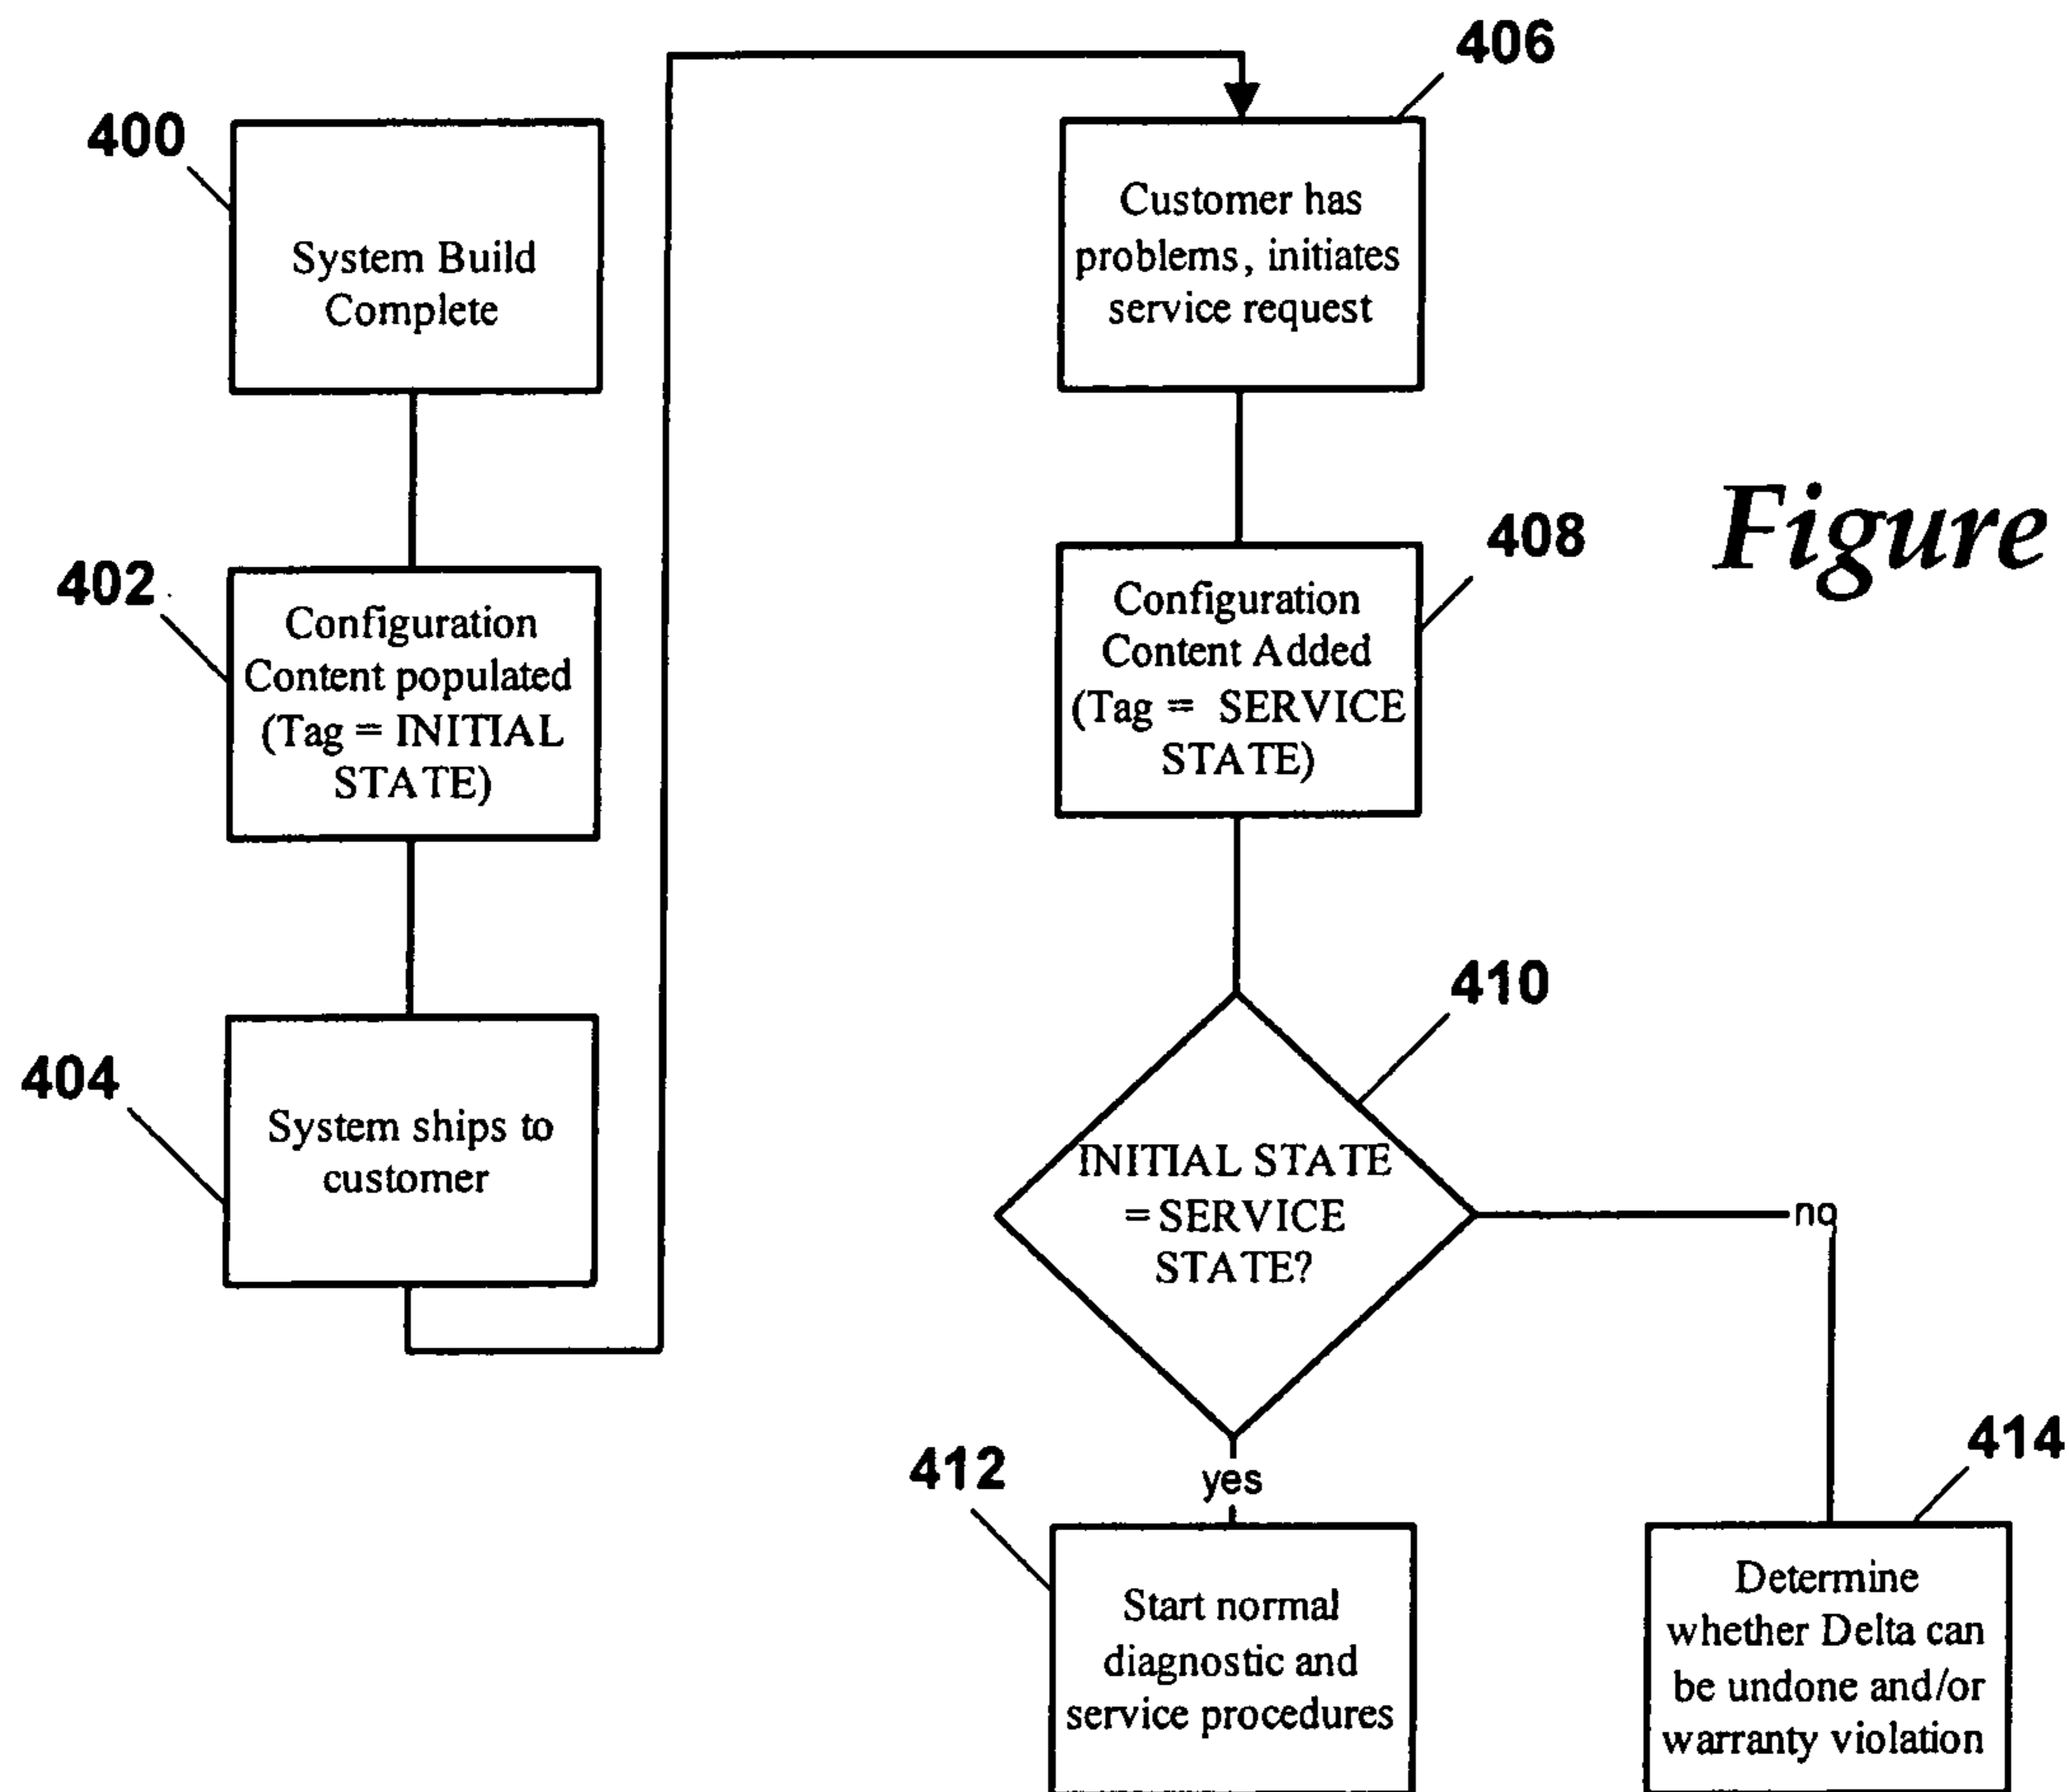 400
System Build
Complete
402
Configuration
Content populated
(Tag = INITIAL
STATE)
404
System ships to
customer
406
Customer has
problems, initiates
service request
408
Configuration
Content Added
(Tag = SERVICE
STATE)
Figure
410
INITIAL STATE
= SERVICE
STATE?
no
yes
412
Start normal
diagnostic and
service procedures
414
Determine
whether Delta can
be undone and/or
warranty violation